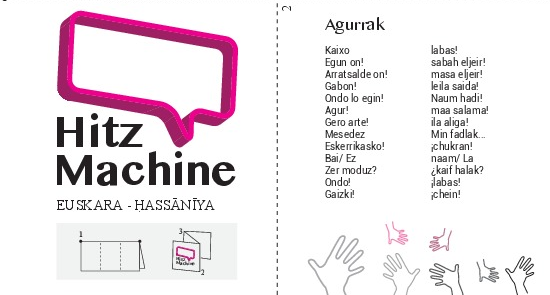 Hitz
Machine
EUSKARA - ḤASSĀNĪYA
1
3
Hitz
Machine
2
2
Agurrak
Kaixo labas!
Egun on! sabah eljeir!
Arratsalde on! masa eljeir!
Gabon! leila saida!
Ondo lo egin! Naum hadi!
Agur! maa salama!
Gero arte! ila aliga!
Mesedez Min fadlak...
Eskerrikasko! ¡chukran!
Bai/ Ez naam/ La
Zer moduz? ¿kaif halak?
Ondo! ¡labas!
Gaizki! ¡chein!